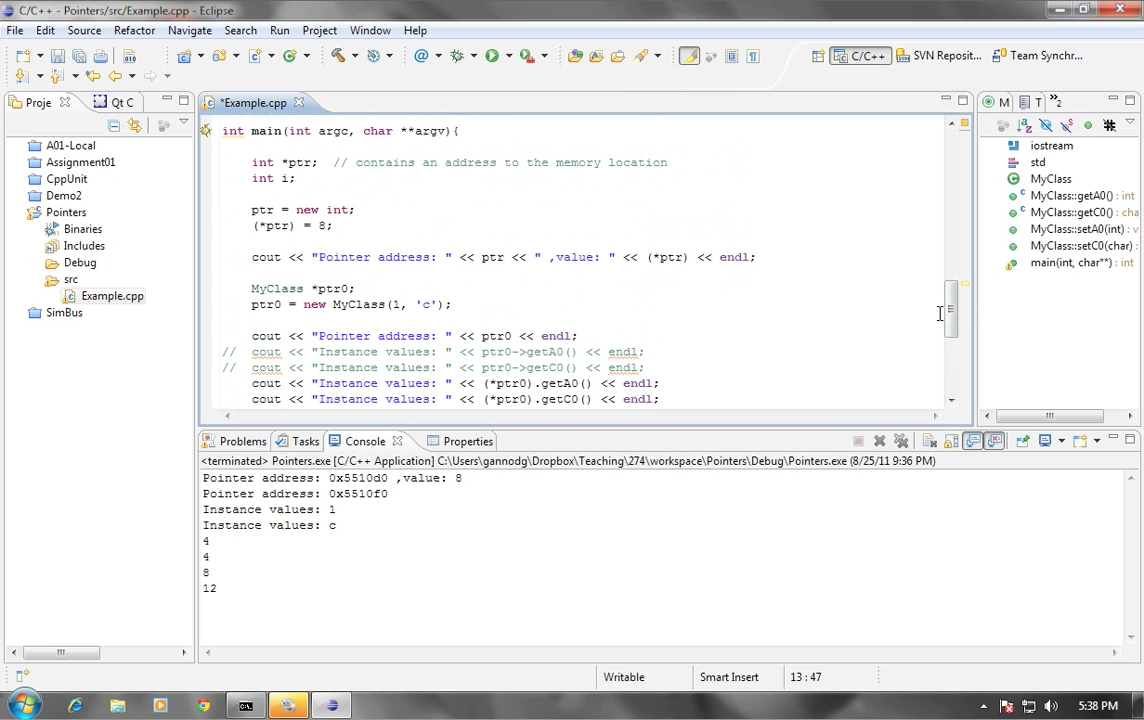 C/C++ - Pointers/src/Example.cpp - Eclipse
File Edit Source Refactor Navigate Search Run Project Window Help
C/C++ SVN Reposit... Team Synchr...
Proje Qt C
*Example.cpp
M T »2
A01-Local
Assignment01
CppUnit
Demo2
Pointers
Binaries
Includes
Debug
src
Example.cpp
SimBus
int main(int argc, char **argv){
int *ptr;  // contains an address to the memory location
int i;
ptr = new int;
(*ptr) = 8;
cout << "Pointer address: " << ptr << " ,value: " << (*ptr) << endl;
MyClass *ptr0;
ptr0 = new MyClass(1, 'c');
cout << "Pointer address: " << ptr0 << endl;
//  cout << "Instance values: " << ptr0->getA0() << endl;
//  cout << "Instance values: " << ptr0->getC0() << endl;
cout << "Instance values: " << (*ptr0).getA0() << endl;
cout << "Instance values: " << (*ptr0).getC0() << endl;
iostream
std
MyClass
MyClass::getA0() : int
MyClass::getC0() : cha
MyClass::setA0(int) : v
MyClass::setC0(char)
main(int, char**) : int
Problems Tasks Console Properties
<terminated> Pointers.exe [C/C++ Application] C:\Users\gannodg\Dropbox\Teaching\274\workspace\Pointers\Debug\Pointers.exe (8/25/11 9:36 PM)
Pointer address: 0x5510d0 ,value: 8
Pointer address: 0x5510f0
Instance values: 1
Instance values: c
4
4
8
12
Writable Smart Insert 13 : 47
5:38 PM